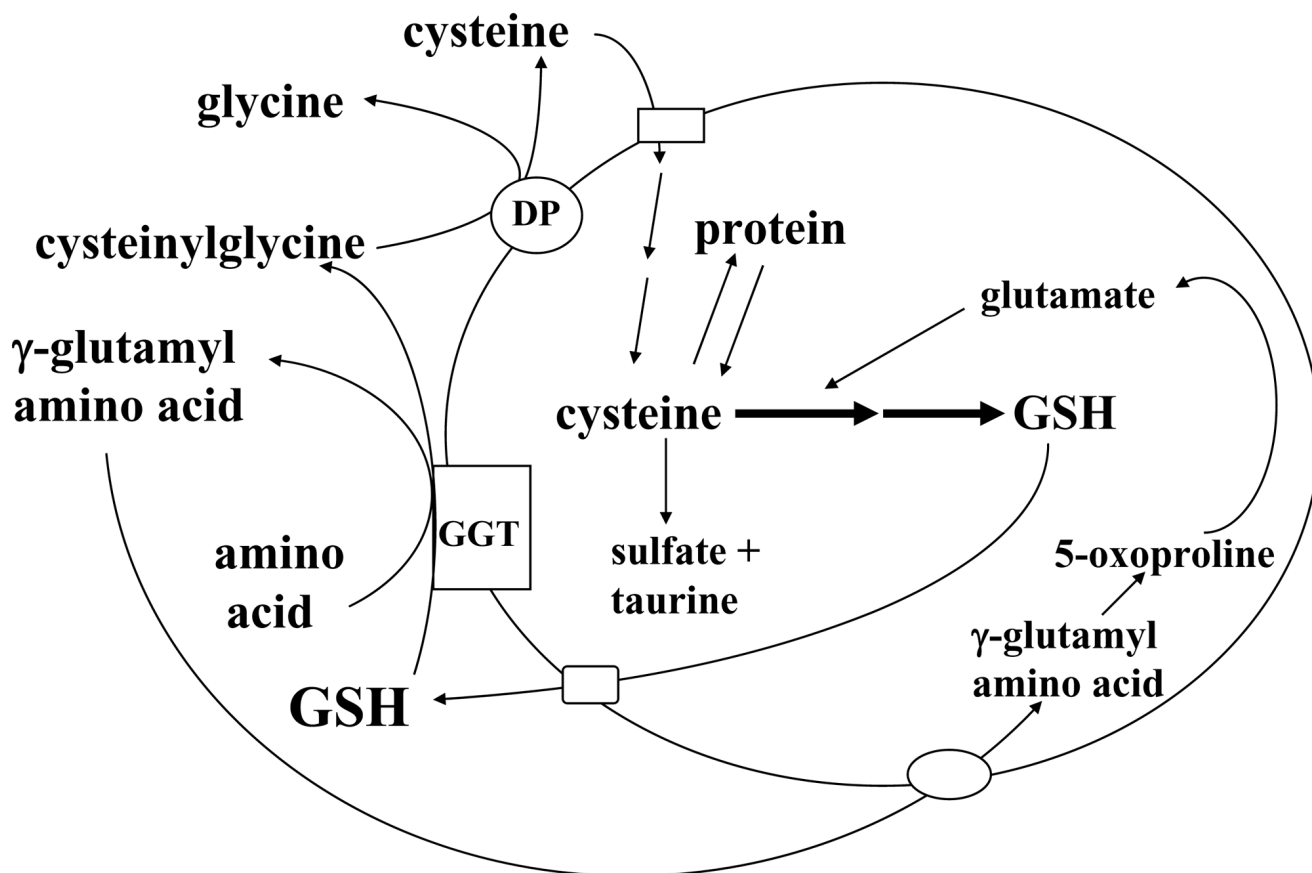 cysteine
glycine
DP
protein
cysteinylglycine
glutamate
γ-glutamyl
amino acid
cysteine
GSH
GGT
amino
acid
sulfate +
taurine
5-oxoproline
γ-glutamyl
amino acid
GSH